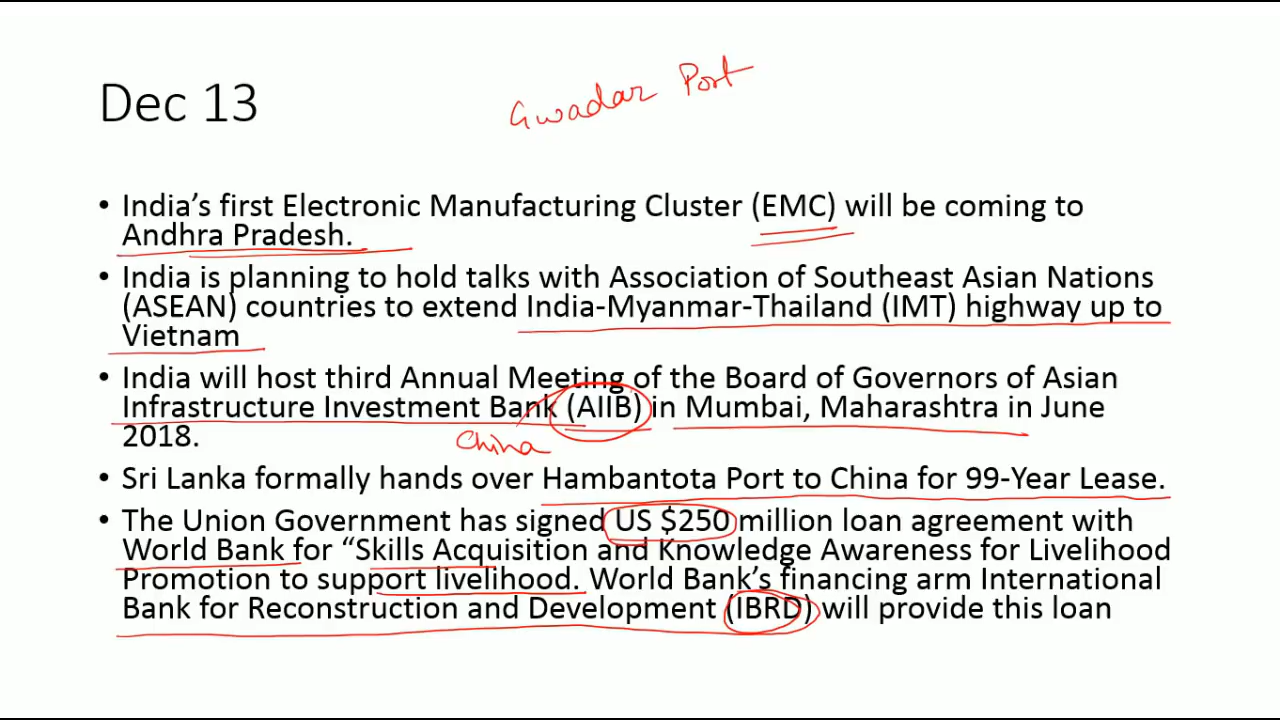 Gwadar Port
Dec 13
• India's first Electronic Manufacturing Cluster (EMC) will be coming to
Andhra Pradesh.
• India is planning to hold talks with Association of Southeast Asian Nations
(ASEAN) countries to extend India-Myanmar-Thailand (IMT) highway up to
Vietnam
• India will host third Annual Meeting of the Board of Governors of Asian
Infrastructure Investment Bank (AIIB) in Mumbai, Maharashtra in June
2018.
China
• Sri Lanka formally hands over Hambantota Port to China for 99-Year Lease.
• The Union Government has signed US $250 million loan agreement with
World Bank for “Skills Acquisition and Knowledge Awareness for Livelihood
Promotion to support livelihood. World Bank's financing arm International
Bank for Reconstruction and Development (IBRD) will provide this loan